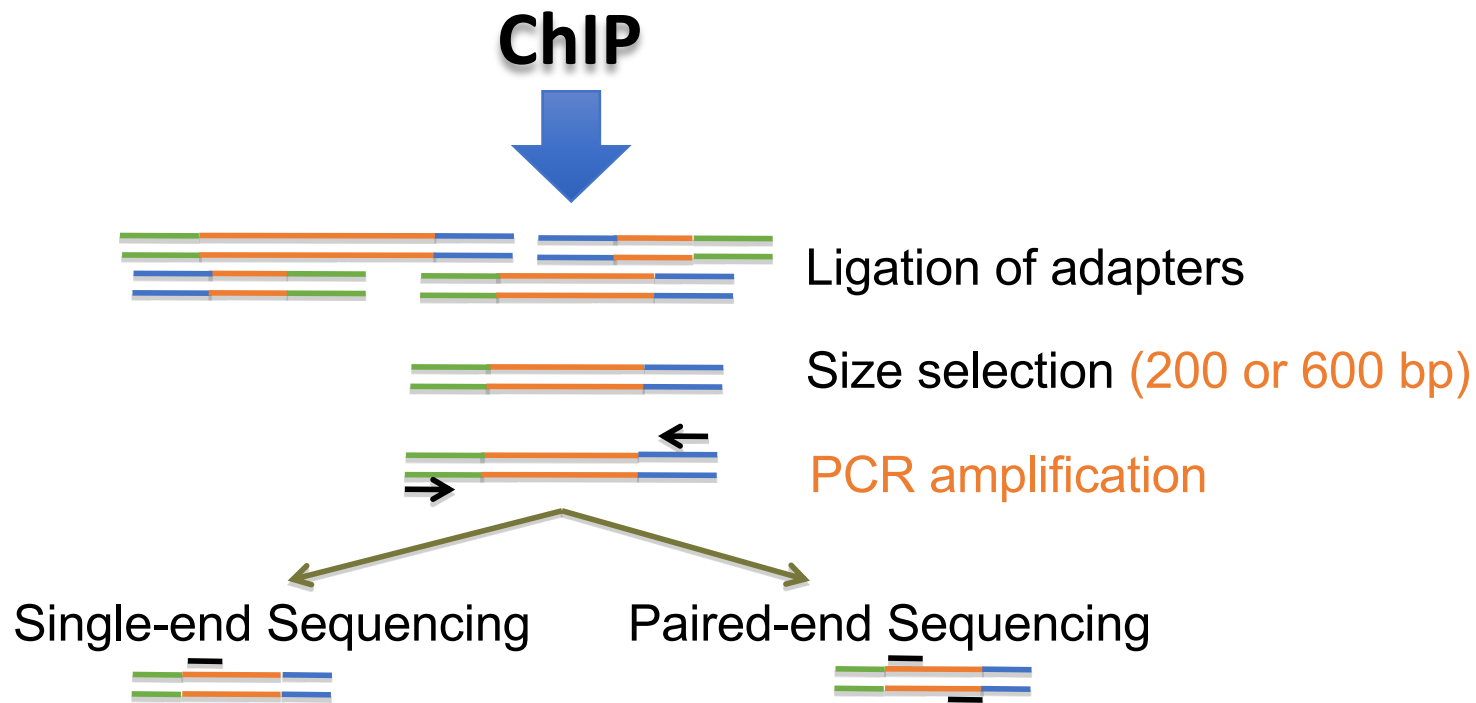 ChIP
Ligation of adapters
Size selection (200 or 600 bp)
PCR amplification
Single-end Sequencing
Paired-end Sequencing